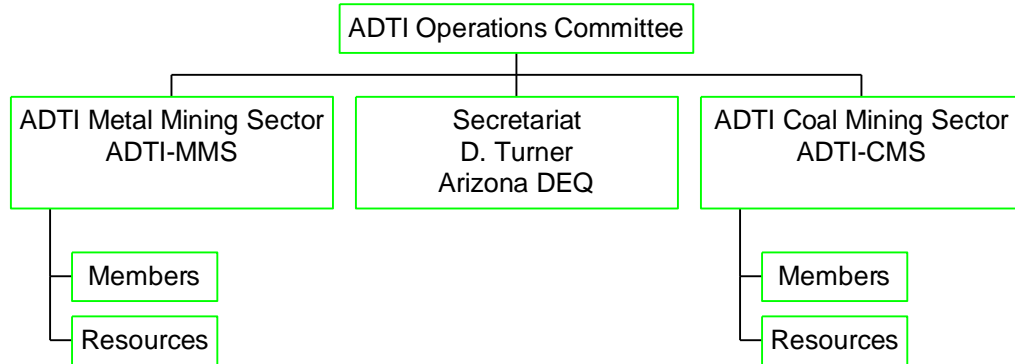 ADTI Operations Committee
ADTI Metal Mining Sector
ADTI-MMS
Secretariat
D. Turner
Arizona DEQ
ADTI Coal Mining Sector
ADTI-CMS
Members
Resources
Members
Resources